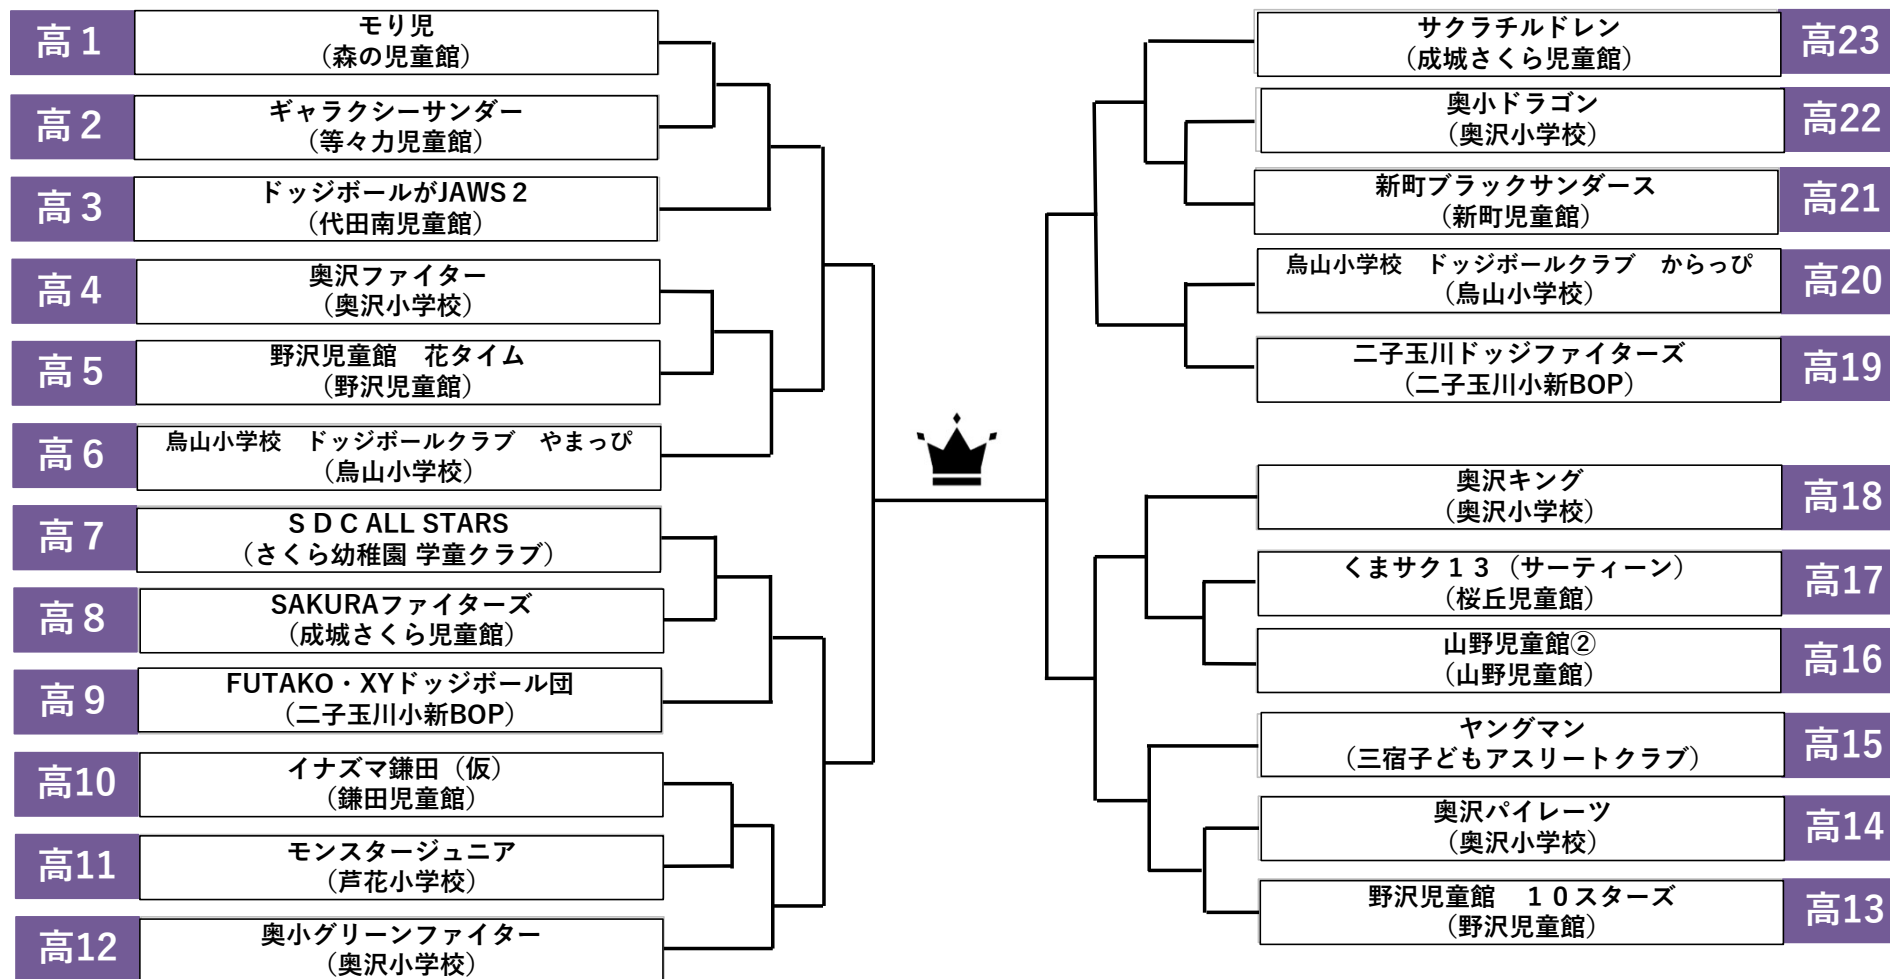 高１
モり児
（森の児童館）
高２
ギャラクシーサンダー
（等々力児童館）
高３
ドッジボールがJAWS２
（代田南児童館）
高４
奥沢ファイター
（奥沢小学校）
高５
野沢児童館　花タイム
（野沢児童館）
高６
烏山小学校　ドッジボールクラブ　やまっぴ
（烏山小学校）
高７
ＳＤＣ ALL STARS
（さくら幼稚園 学童クラブ）
高８
SAKURAファイターズ
（成城さくら児童館）
高９
FUTAKO・XYドッジボール団
（二子玉川小新BOP）
高10
イナズマ鎌田（仮）
（鎌田児童館）
高11
モンスタージュニア
（芦花小学校）
高12
奥小グリーンファイター
（奥沢小学校）
サクラチルドレン
（成城さくら児童館）
高23
奥小ドラゴン
（奥沢小学校）
高22
新町ブラックサンダース
（新町児童館）
高21
烏山小学校　ドッジボールクラブ　からっぴ
（烏山小学校）
高20
二子玉川ドッジファイターズ
（二子玉川小新BOP）
高19
奥沢キング
（奥沢小学校）
高18
くまサク１３（サーティーン）
（桜丘児童館）
高17
山野児童館②
（山野児童館）
高16
ヤングマン
（三宿子どもアスリートクラブ）
高15
奥沢パイレーツ
（奥沢小学校）
高14
野沢児童館　１０スターズ
（野沢児童館）
高13